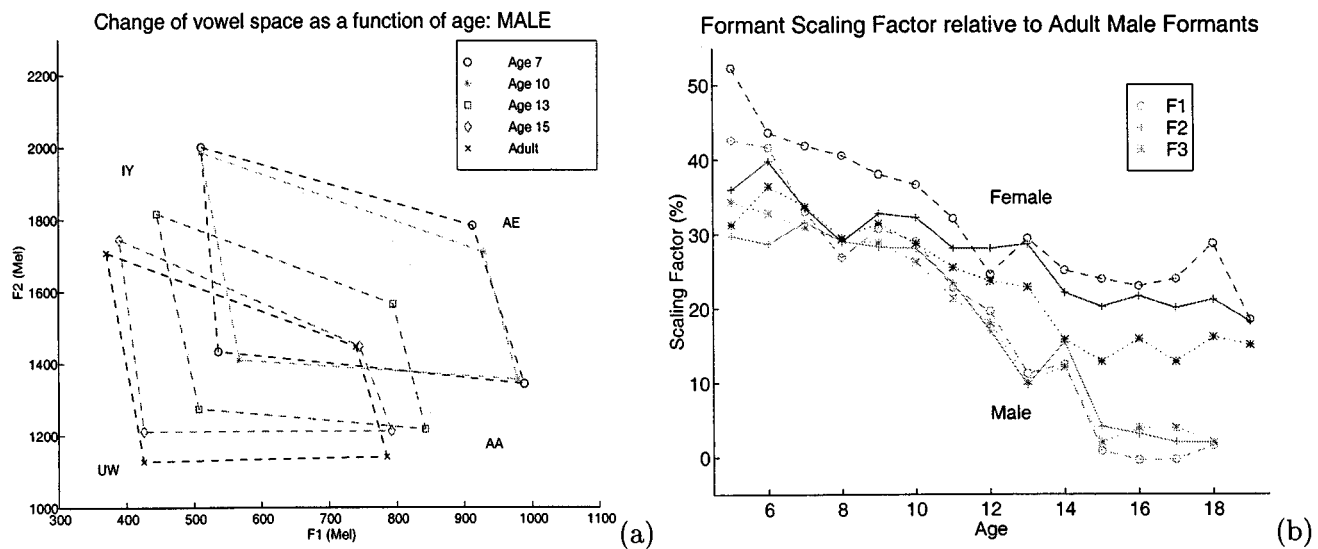 Change of vowel space as a function of age: MALE
2200
2000
1800
1600
1400
1200
1000
F2 (Mel)
300 400 500 600 700 800 900 1000 1100
F1 (Mel)
Age 7
Age 10
Age 13
Age 15
Adult
IY
AE
AA
UW
(a)
Formant Scaling Factor relative to Adult Male Formants
50
40
30
20
10
0
Scaling Factor (%)
6 8 10 12 14 16 18
Age
F1
F2
F3
Female
Male
(b)